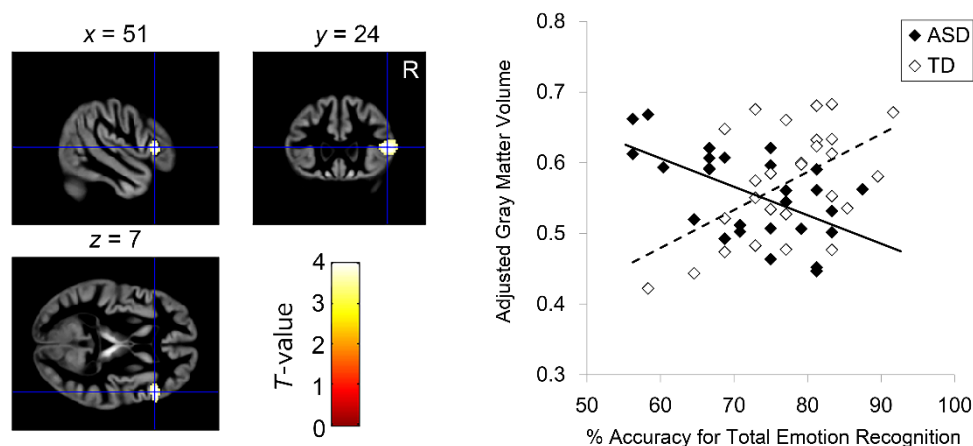 x = 51
y = 24
R
z = 7
4
3
2
1
0
T-value
0.8
0.7
0.6
0.5
0.4
0.3
Adjusted Gray Matter Volume
ASD
TD
50 60 70 80 90 100
% Accuracy for Total Emotion Recognition